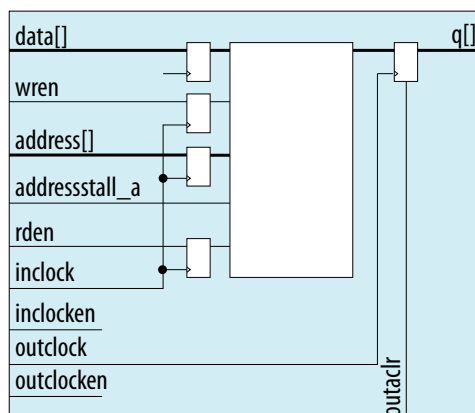 data[]
q[]
wren
address[]
addressstall_a
rden
inclock
inclocken
outclock
outclocken
outaclr